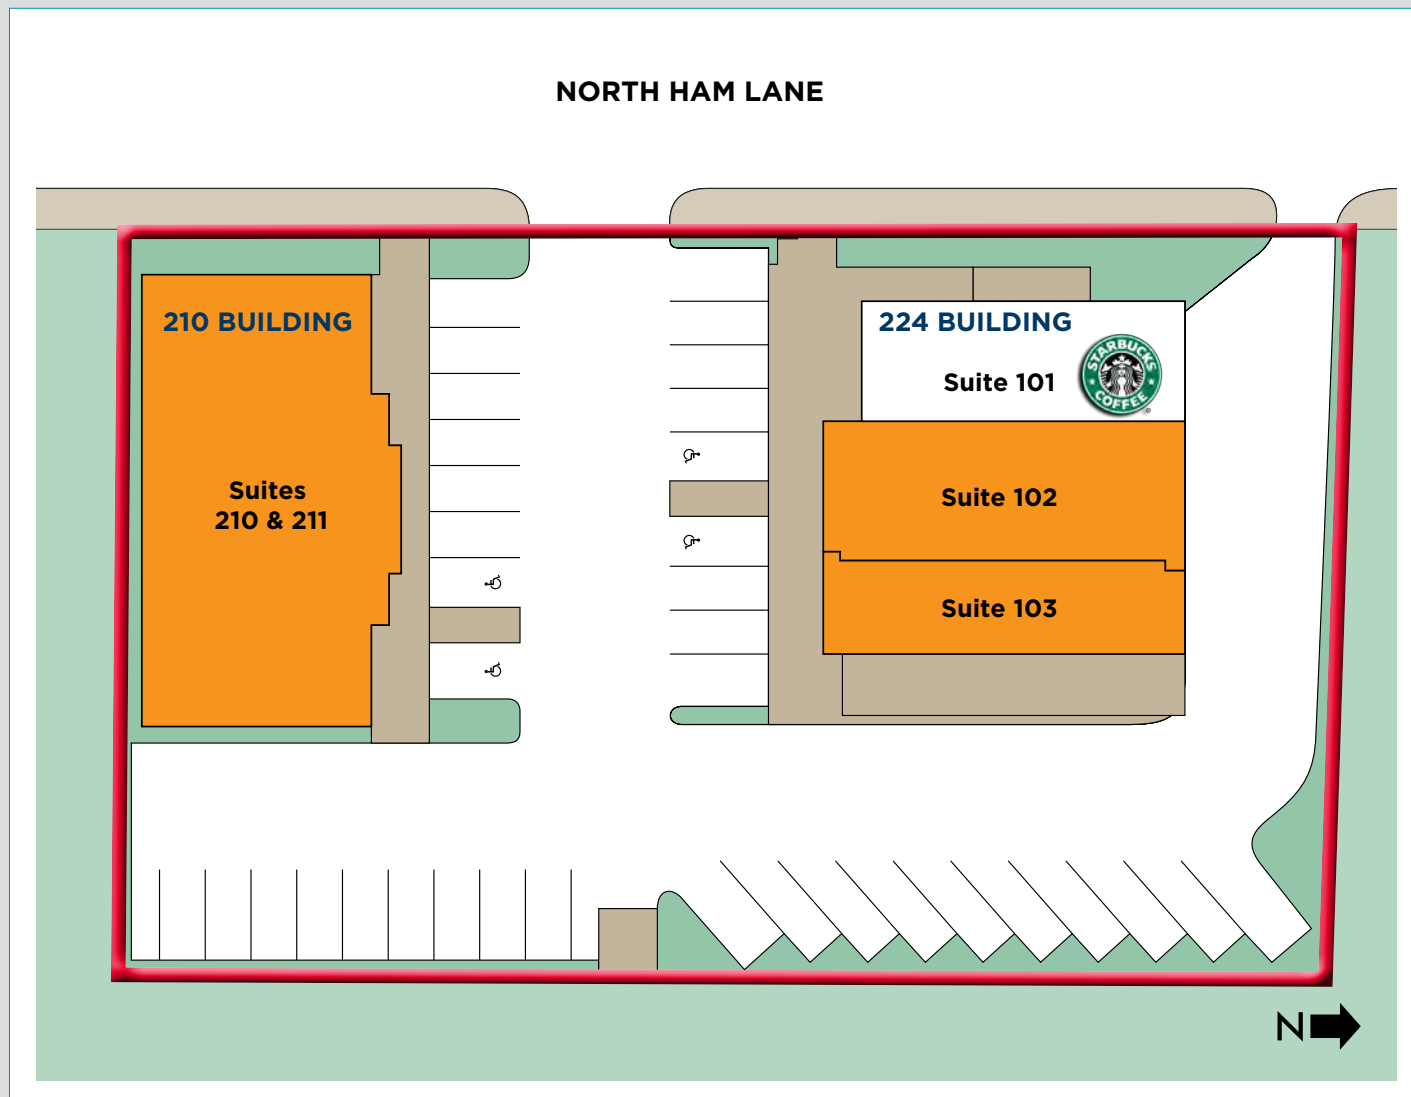 NORTH HAM LANE
210 BUILDING
Suites
210 & 211
224 BUILDING
Suite 101
STARBUCKS
COFFEE
®
Suite 102
Suite 103
N